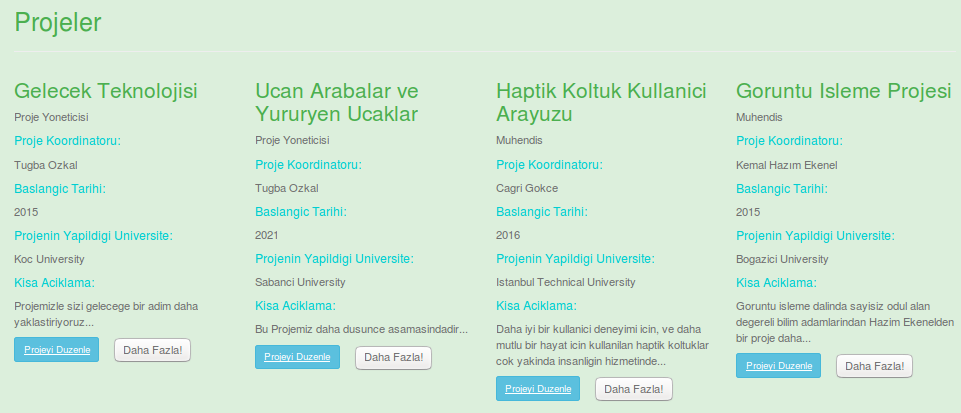 Projeler
Gelecek Teknolojisi
Proje Yoneticisi
Proje Koordinatoru:
Tugba Ozkal
Baslangic Tarihi:
2015
Projenin Yapildigi Universite:
Koc University
Kisa Aciklama:
Projemizle sizi gelecege bir adim daha
yaklastiriyoruz...
Projeyi Duzenle
Daha Fazla!
Ucan Arabalar ve
Yururyen Ucaklar
Proje Yoneticisi
Proje Koordinatoru:
Tugba Ozkal
Baslangic Tarihi:
2021
Projenin Yapildigi Universite:
Sabanci University
Kisa Aciklama:
Bu Projemiz daha dusunce asamasindadir...
Projeyi Duzenle
Daha Fazla!
Haptik Koltuk Kullanici
Arayuzu
Muhendis
Proje Koordinatoru:
Cagri Gokce
Baslangic Tarihi:
2016
Projenin Yapildigi Universite:
Istanbul Technical University
Kisa Aciklama:
Daha iyi bir kullanici deneyimi icin, ve daha
mutlu bir hayat icin kullanilan haptik koltuklar
cok yakinda insanligin hizmetinde...
Projeyi Duzenle
Daha Fazla!
Goruntu Isleme Projesi
Muhendis
Proje Koordinatoru:
Kemal Hazım Ekenel
Baslangic Tarihi:
2015
Projenin Yapildigi Universite:
Bogazici University
Kisa Aciklama:
Goruntu isleme dalinda sayisiz odul alan
degereli bilim adamlarindan Hazim Ekenelden
bir proje daha...
Projeyi Duzenle
Daha Fazla!